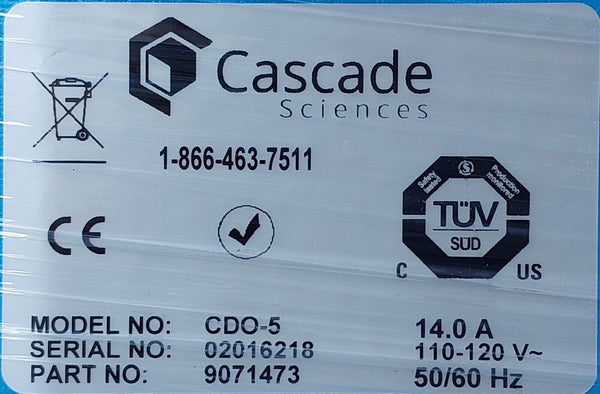 Cascade
Sciences
1-866-463-7511
Safety tested
S
Production monitored
TÜV
SÜD
C US
CE
MODEL NO: CDO-5 14.0 A
SERIAL NO: 02016218 110-120 V~
PART NO: 9071473 50/60 Hz